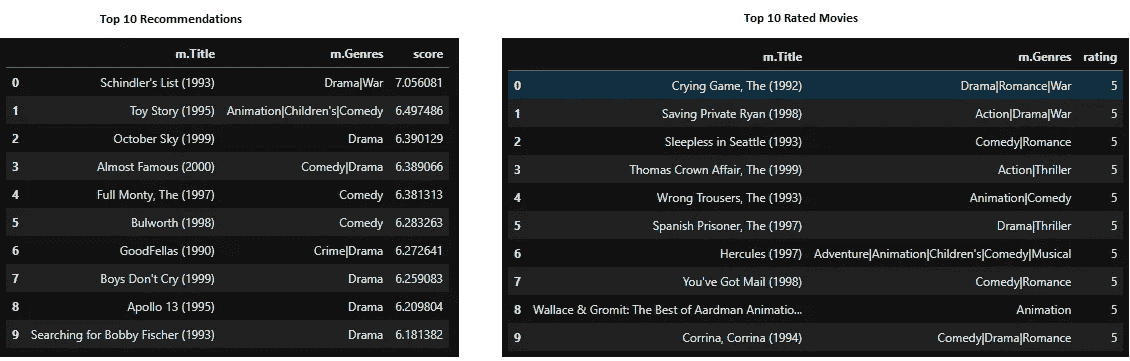 Top 10 Recommendations
m.Title m.Genres score
0 Schindler's List (1993) Drama|War 7.056081
1 Toy Story (1995) Animation|Children's|Comedy 6.497486
2 October Sky (1999) Drama 6.390129
3 Almost Famous (2000) Comedy|Drama 6.389066
4 Full Monty, The (1997) Comedy 6.381313
5 Bulworth (1998) Comedy 6.283263
6 GoodFellas (1990) Crime|Drama 6.272641
7 Boys Don't Cry (1999) Drama 6.259083
8 Apollo 13 (1995) Drama 6.209804
9 Searching for Bobby Fischer (1993) Drama 6.181382
Top 10 Rated Movies
m.Title m.Genres rating
0 Crying Game, The (1992) Drama|Romance|War 5
1 Saving Private Ryan (1998) Action|Drama|War 5
2 Sleepless in Seattle (1993) Comedy|Romance 5
3 Thomas Crown Affair, The (1999) Action|Thriller 5
4 Wrong Trousers, The (1993) Animation|Comedy 5
5 Spanish Prisoner, The (1997) Drama|Thriller 5
6 Hercules (1997) Adventure|Animation|Children's|Comedy|Musical 5
7 You've Got Mail (1998) Comedy|Romance 5
8 Wallace & Gromit: The Best of Aardman Animatio... Animation 5
9 Corrina, Corrina (1994) Comedy|Drama|Romance 5